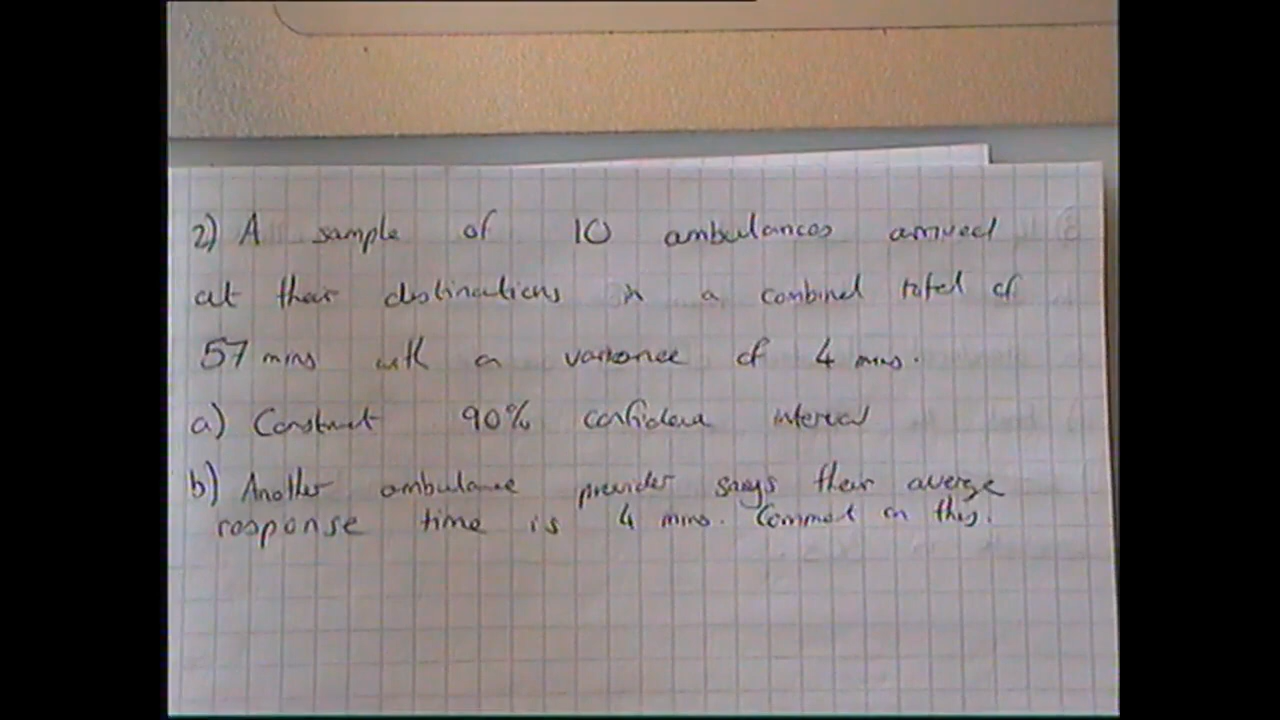 2) A sample of 10 ambulances arrived
at their destinations in a combined total of
57 mins with a variance of 4 mins.
a) Construct 90% confidence interval
b) Another ambulance provider says their average
response time is 4 mins. Comment on this.